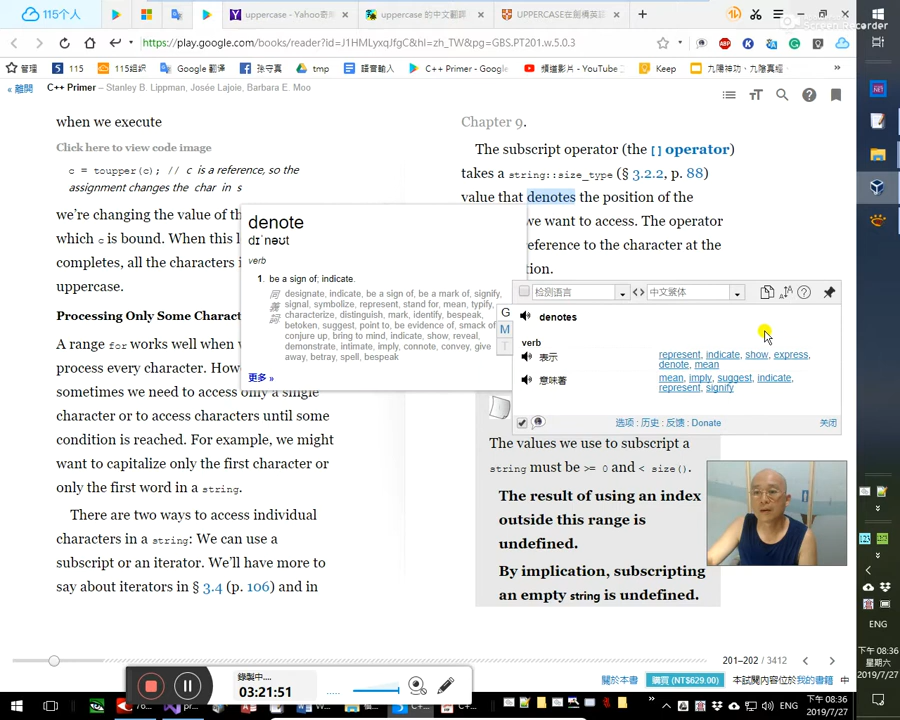 115个人
uppercase - Yahoo奇
uppercase 的中文翻譯
UPPERCASE在劍橋英語
Screen Recorder
https://play.google.com/books/reader?id=J1HMLyxqJfgC&hl=zh_TW&pg=GBS.PT201.w.5.0.3
管理
115
115組织
Google 翻譯
孫守真
tmp
語音輸入
C++ Primer - Google
頻道影片 - YouTube
Keep
九陽神功、九陰真經
« 離開
C++ Primer – Stanley B. Lippman, Josée Lajoie, Barbara E. Moo
when we execute
Click here to view code image
c = toupper(c); // c is a reference, so the
assignment changes the char in s
we're changing the value of th
which c is bound. When this l
completes, all the characters i
uppercase.
Processing Only Some Charac
A range for works well when
process every character. How
sometimes we need to access only a single
character or to access characters until some
condition is reached. For example, we might
want to capitalize only the first character or
only the first word in a string.
There are two ways to access individual
characters in a string: We can use a
subscript or an iterator. We'll have more to
say about iterators in § 3.4 (p. 106) and in
Chapter 9.
The subscript operator (the [ ] operator)
takes a string::size_type (§ 3.2.2, p. 88)
value that denotes the position of the
we want to access. The operator
eference to the character at the
tion.
denote
dɪˈnəʊt
verb
1. be a sign of; indicate.
同義詞
designate, indicate, be a sign of, be a mark of, signify,
signal, symbolize, represent, stand for, mean, typify,
characterize, distinguish, mark, identify, bespeak,
betoken, suggest, point to, be evidence of, smack of
conjure up, bring to mind, indicate, show, reveal,
demonstrate, intimate, imply, connote, convey, give
away, betray, spell, bespeak
更多 »
检测语言
<>
中文繁体
G
M
T
denotes
verb
表示
represent, indicate, show, express,
denote, mean
意味著
mean, imply, suggest, indicate,
represent, signify
选项 : 历史 : 反馈 : Donate
关闭
The values we use to subscript a
string must be >= 0 and < size().
The result of using an index
outside this range is
undefined.
By implication, subscripting
an empty string is undefined.
201–202 / 3412
關於本書
購買 (NT$629.00)
本試閱內容位於我的書籍 中
錄製中....
03:21:51
ENG
下午 08:36
星期六
2019/7/27
下午 08:36
2019/7/27